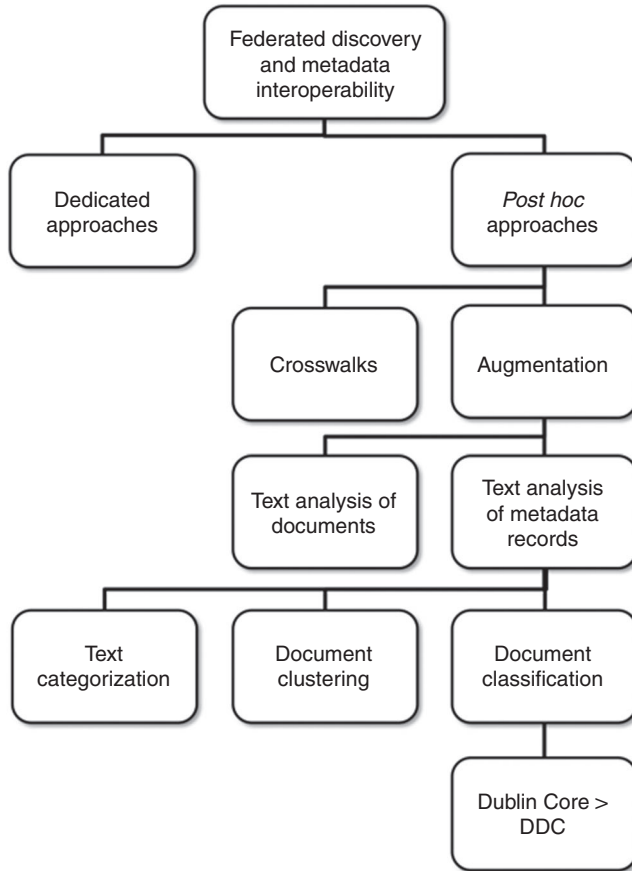 Federated discovery
and metadata
interoperability
Dedicated
approaches
Post hoc
approaches
Crosswalks
Augmentation
Text analysis of
documents
Text analysis
of metadata
records
Text
categorization
Document
clustering
Document
classification
Dublin Core >
DDC